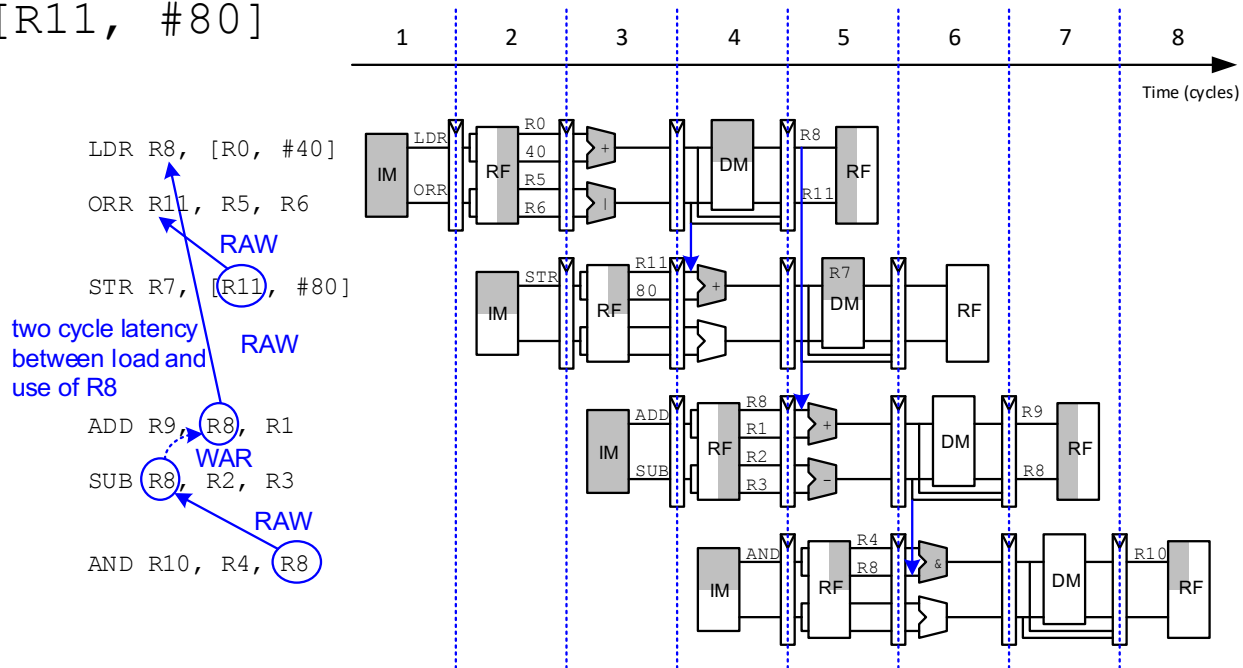 [R11, #80]
1 2 3 4 5 6 7 8
Time (cycles)
LDR R8, [R0, #40]
ORR R11, R5, R6
RAW
STR R7, [R11, #80]
two cycle latency
between load and
use of R8
RAW
ADD R9, R8, R1
WAR
SUB R8, R2, R3
RAW
AND R10, R4, R8
IM
LDR
ORR
RF
R0
40
R5
R6
+
|
DM
R8
R11
RF
IM
STR
RF
R11
80
+
R7
DM
RF
IM
ADD
SUB
RF
R8
R1
R2
R3
+
-
DM
R9
R8
RF
IM
AND
RF
R4
R8
&
DM
R10
RF